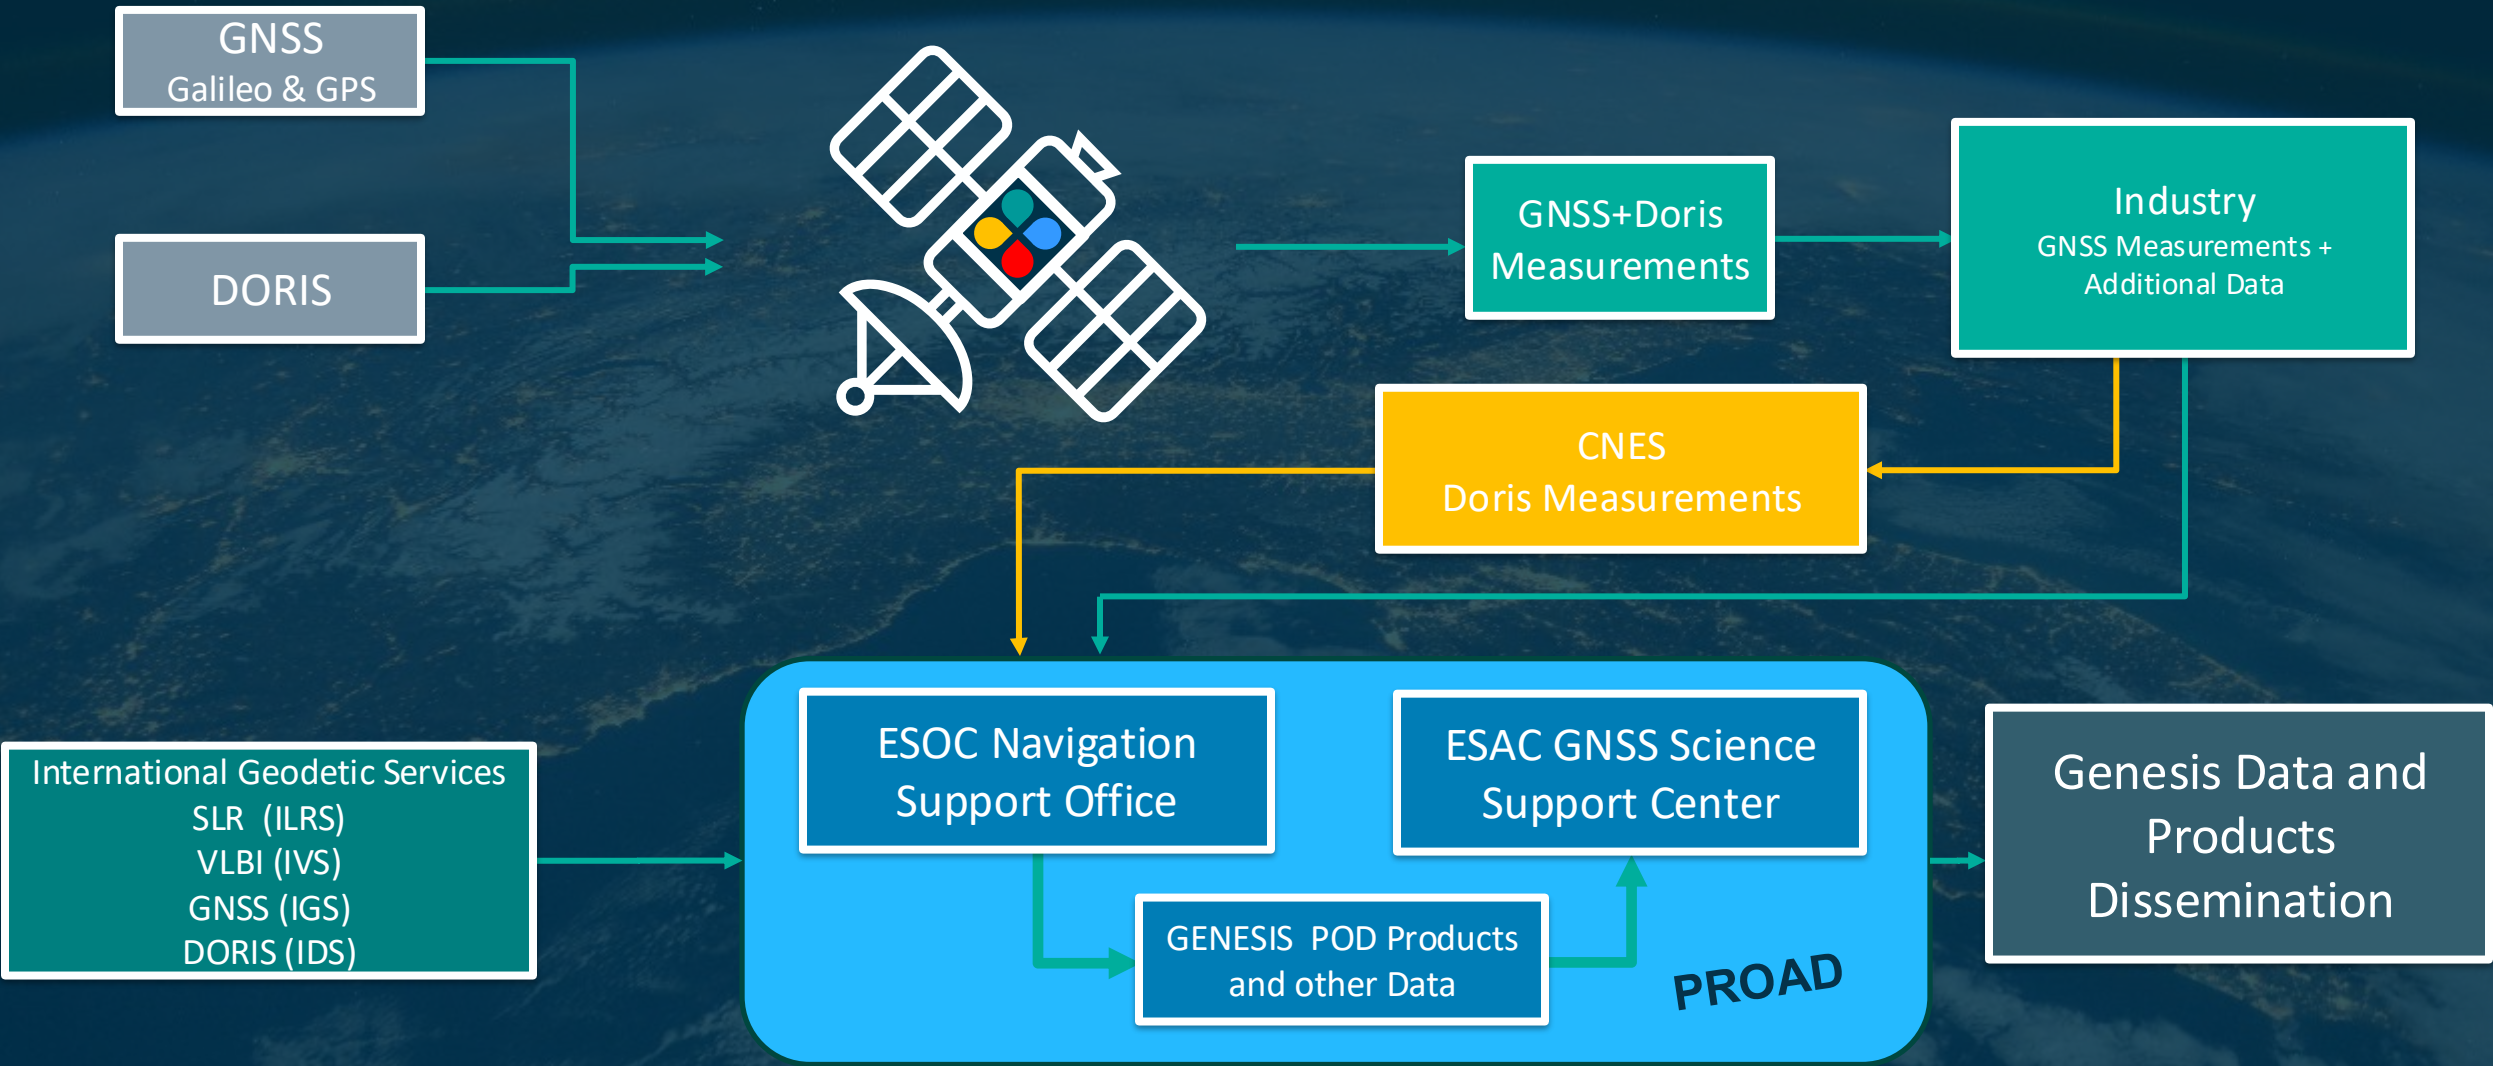 GNSS
Galileo & GPS
DORIS
GNSS+Doris
Measurements
Industry
GNSS Measurements +
Additional Data
CNES
Doris Measurements
ESOC Navigation
Support Office
ESAC GNSS Science
Support Center
International Geodetic Services
SLR (ILRS)
VLBI (IVS)
GNSS (IGS)
DORIS (IDS)
GENESIS POD Products
and other Data
PROAD
Genesis Data and
Products
Dissemination